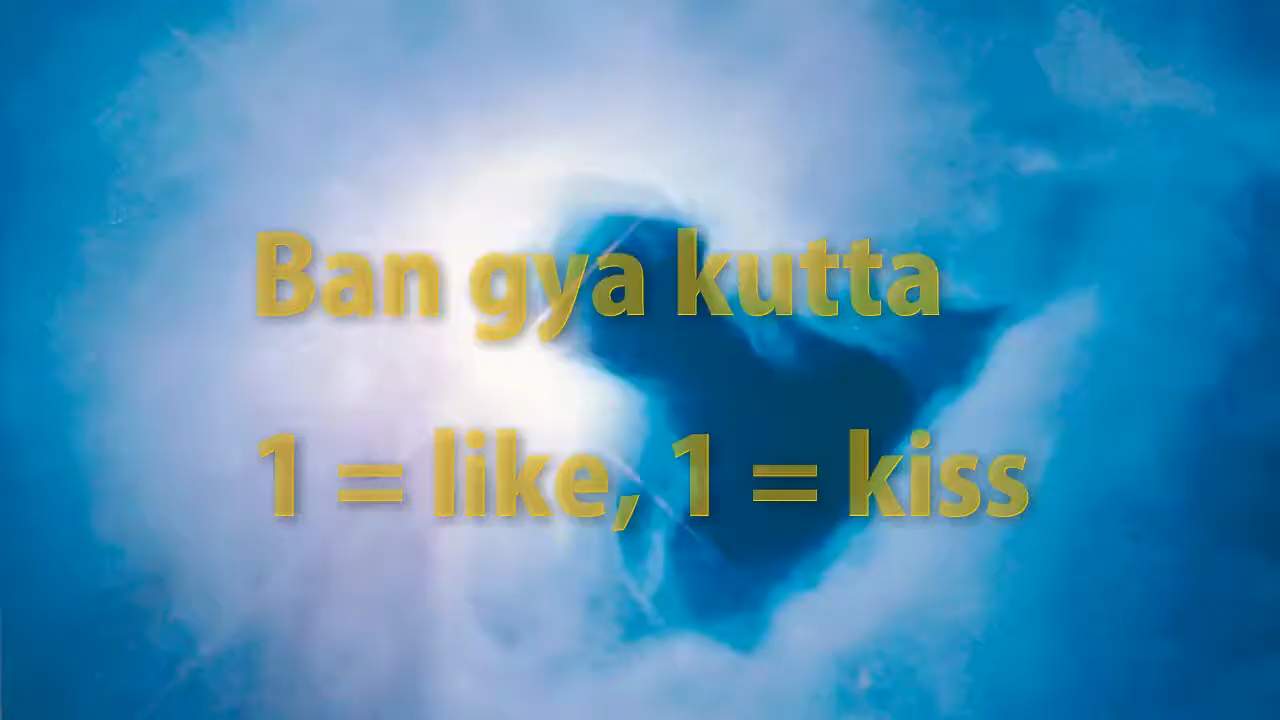 Ban gya kutta
1 = like, 1 = kiss